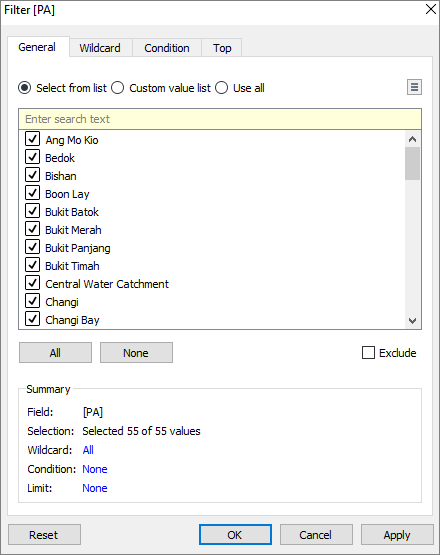 Filter [PA]
General Wildcard Condition Top
Select from list Custom value list Use all
Enter search text
Ang Mo Kio
Bedok
Bishan
Boon Lay
Bukit Batok
Bukit Merah
Bukit Panjang
Bukit Timah
Central Water Catchment
Changi
Changi Bay
All None Exclude
Summary
Field: [PA]
Selection: Selected 55 of 55 values
Wildcard: All
Condition: None
Limit: None
Reset OK Cancel Apply